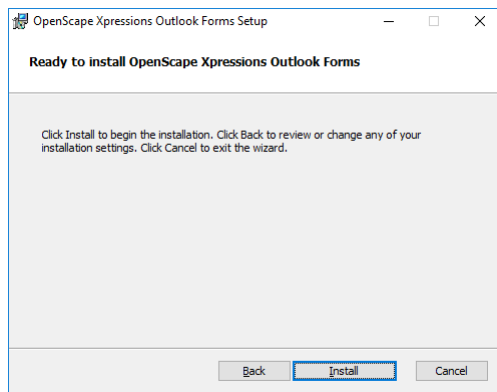 OpenScape Xpressions Outlook Forms Setup
Ready to install OpenScape Xpressions Outlook Forms
Click Install to begin the installation. Click Back to review or change any of your
installation settings. Click Cancel to exit the wizard.
Back Install Cancel